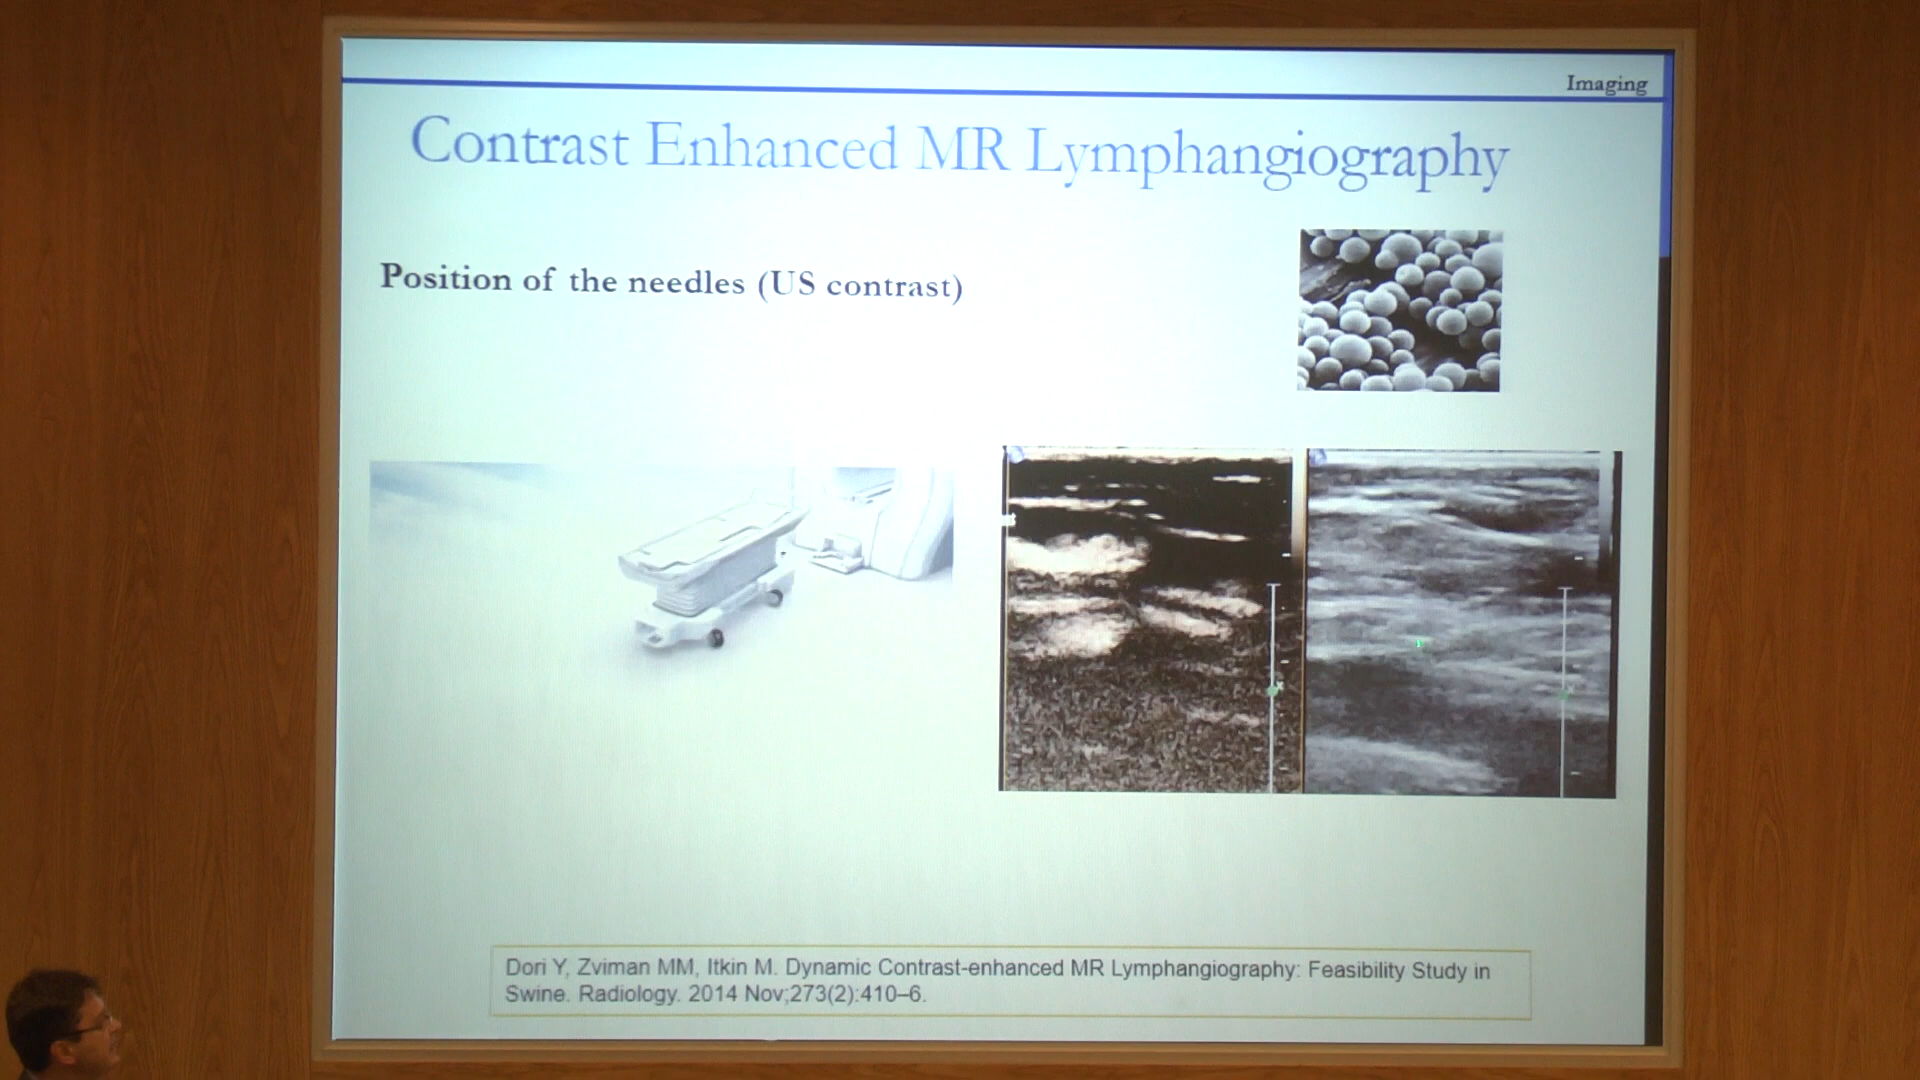 Imaging
Contrast Enhanced MR Lymphangiography
Position of the needles (US contrast)
Dori Y, Zviman MM, Itkin M. Dynamic Contrast-enhanced MR Lymphangiography: Feasibility Study in
Swine. Radiology. 2014 Nov;273(2):410–6.